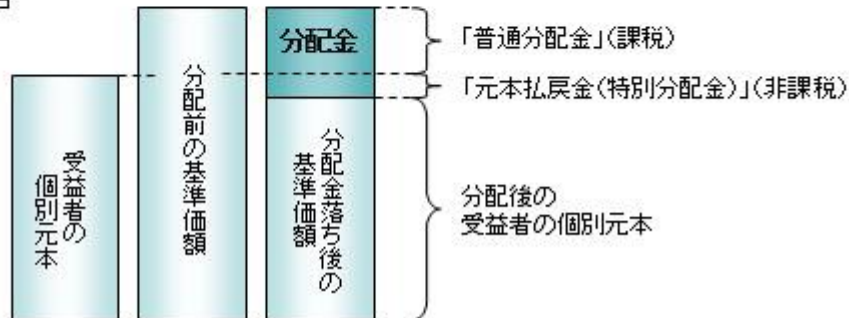 受益者の
個別元本
分配前の基準価額
分配金
分配金落ち後の
基準価額
「普通分配金」(課税)
「元本払戻金(特別分配金)」(非課税)
分配後の
受益者の個別元本